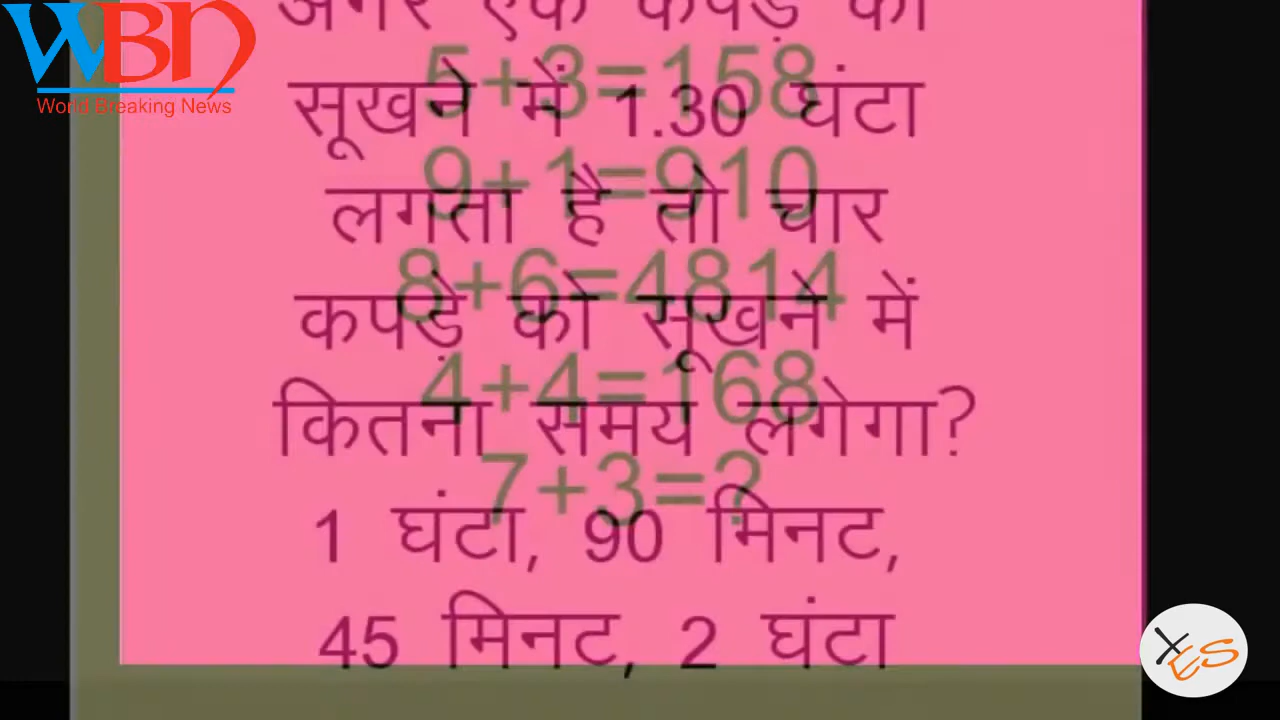 WBN
World Breaking News
अगर एक कपड़े को
सूखने में 1.30 घंटा
लगता है तो चार
कपड़े को सूखने में
कितना समय लगेगा?
1 घंटा, 90 मिनट,
45 मिनट, 2 घंटा
5+3=158
9+1=910
8+6=4814
4+4=168
7+3=?
YES